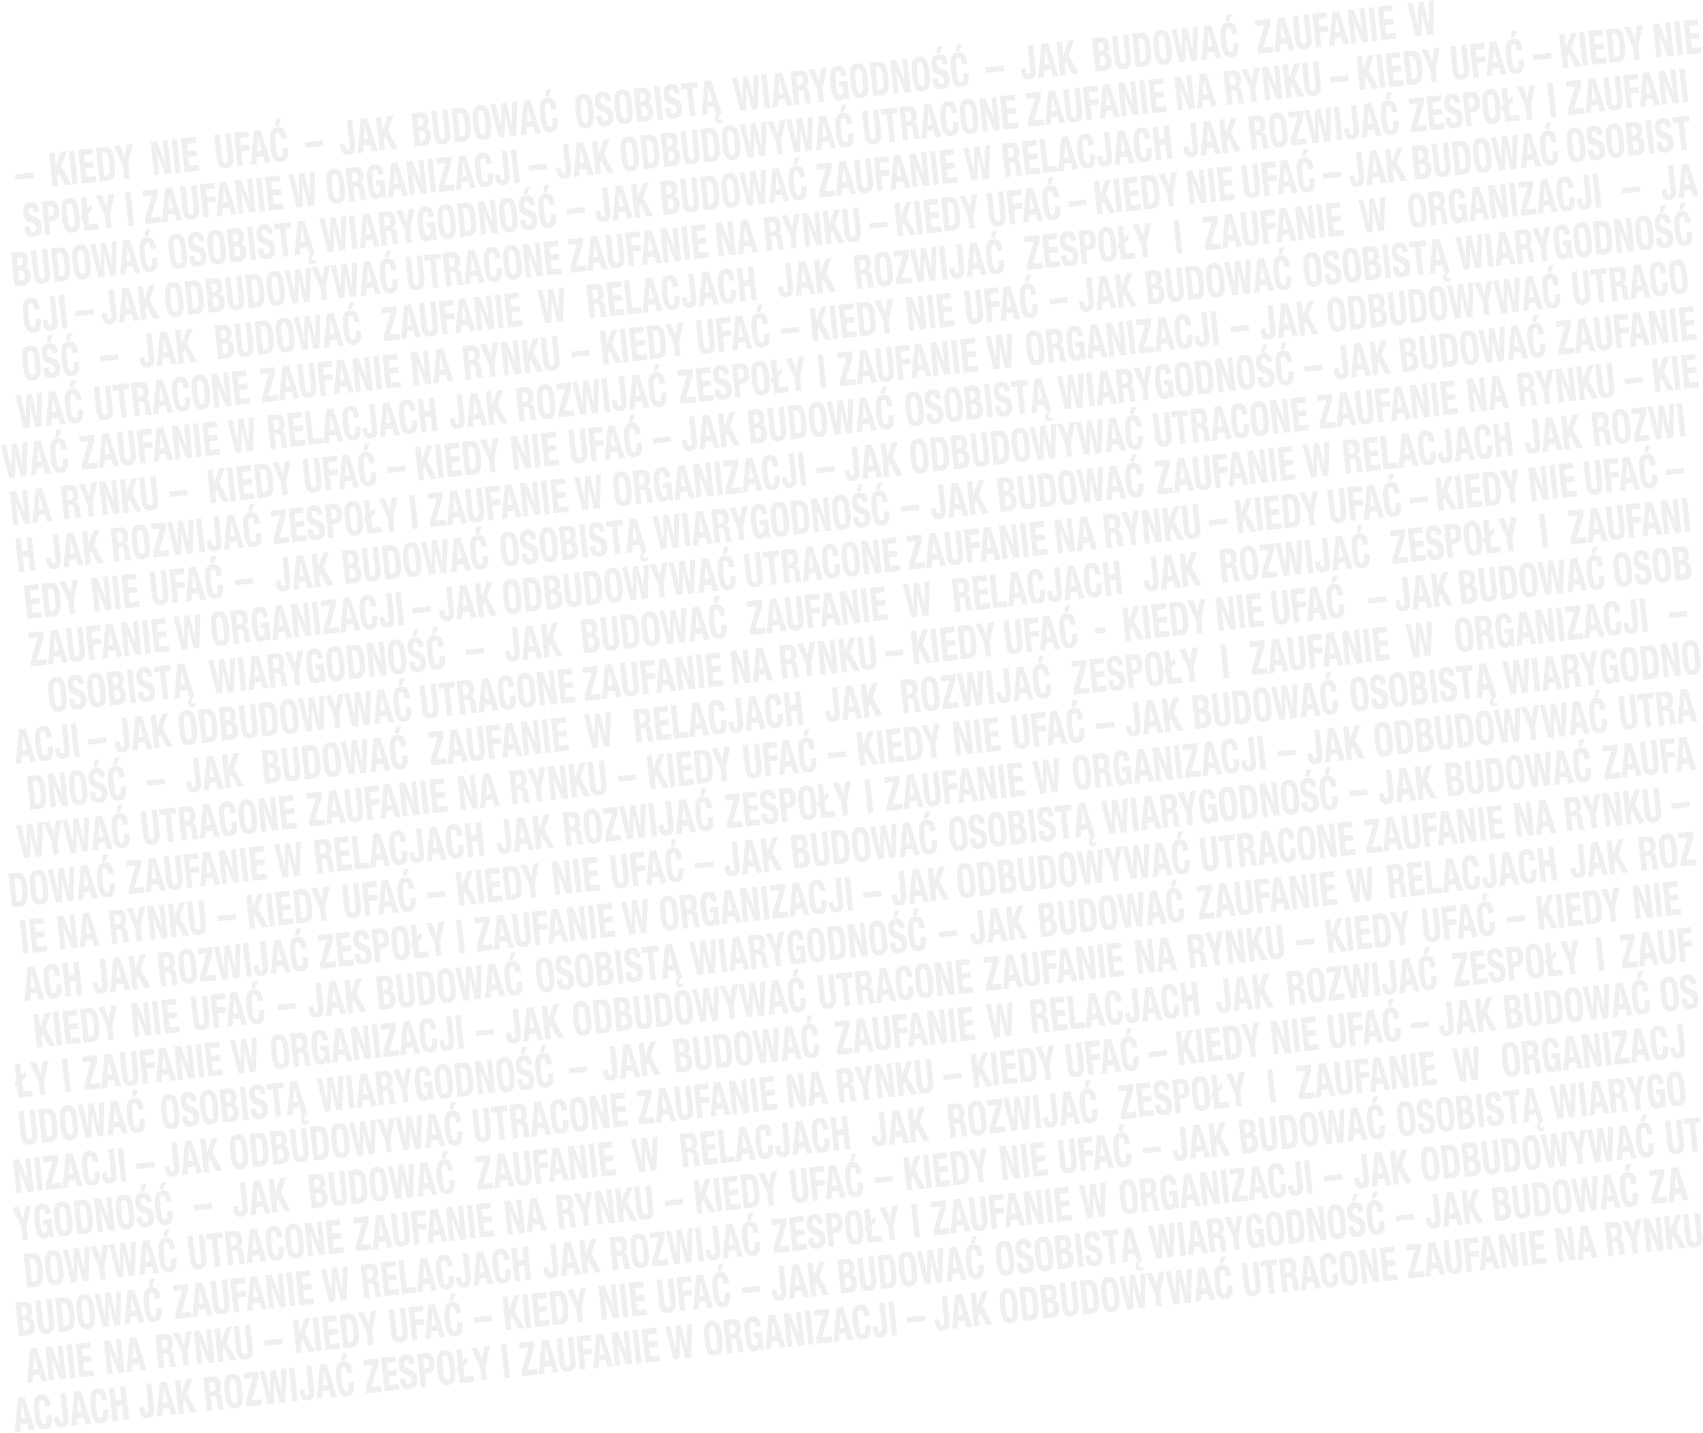 – KIEDY NIE UFAĆ – JAK BUDOWAĆ OSOBISTĄ WIARYGODNOŚĆ – JAK BUDOWAĆ ZAUFANIE W
SPOŁY I ZAUFANIE W ORGANIZACJI – JAK ODBUDOWYWAĆ UTRACONE ZAUFANIE NA RYNKU – KIEDY UFAĆ – KIEDY NIE
BUDOWAĆ OSOBISTĄ WIARYGODNOŚĆ – JAK BUDOWAĆ ZAUFANIE W RELACJACH JAK ROZWIJAĆ ZESPOŁY I ZAUFANI
CJI – JAK ODBUDOWYWAĆ UTRACONE ZAUFANIE NA RYNKU – KIEDY UFAĆ – KIEDY NIE UFAĆ – JAK BUDOWAĆ OSOBIST
OŚĆ – JAK BUDOWAĆ ZAUFANIE W RELACJACH JAK ROZWIJAĆ ZESPOŁY I ZAUFANIE W ORGANIZACJI – JA
WAĆ UTRACONE ZAUFANIE NA RYNKU – KIEDY UFAĆ – KIEDY NIE UFAĆ – JAK BUDOWAĆ OSOBISTĄ WIARYGODNOŚĆ
WAĆ ZAUFANIE W RELACJACH JAK ROZWIJAĆ ZESPOŁY I ZAUFANIE W ORGANIZACJI – JAK ODBUDOWYWAĆ UTRACO
NA RYNKU – KIEDY UFAĆ – KIEDY NIE UFAĆ – JAK BUDOWAĆ OSOBISTĄ WIARYGODNOŚĆ – JAK BUDOWAĆ ZAUFANIE
H JAK ROZWIJAĆ ZESPOŁY I ZAUFANIE W ORGANIZACJI – JAK ODBUDOWYWAĆ UTRACONE ZAUFANIE NA RYNKU – KIE
EDY NIE UFAĆ – JAK BUDOWAĆ OSOBISTĄ WIARYGODNOŚĆ – JAK BUDOWAĆ ZAUFANIE W RELACJACH JAK ROZWI
ZAUFANIE W ORGANIZACJI – JAK ODBUDOWYWAĆ UTRACONE ZAUFANIE NA RYNKU – KIEDY UFAĆ – KIEDY NIE UFAĆ –
OSOBISTĄ WIARYGODNOŚĆ – JAK BUDOWAĆ ZAUFANIE W RELACJACH JAK ROZWIJAĆ ZESPOŁY I ZAUFANI
ACJI – JAK ODBUDOWYWAĆ UTRACONE ZAUFANIE NA RYNKU – KIEDY UFAĆ - KIEDY NIE UFAĆ – JAK BUDOWAĆ OSOB
DNOŚĆ – JAK BUDOWAĆ ZAUFANIE W RELACJACH JAK ROZWIJAĆ ZESPOŁY I ZAUFANIE W ORGANIZACJI –
WYWAĆ UTRACONE ZAUFANIE NA RYNKU – KIEDY UFAĆ – KIEDY NIE UFAĆ – JAK BUDOWAĆ OSOBISTĄ WIARYGODNO
DOWAĆ ZAUFANIE W RELACJACH JAK ROZWIJAĆ ZESPOŁY I ZAUFANIE W ORGANIZACJI – JAK ODBUDOWYWAĆ UTRA
IE NA RYNKU – KIEDY UFAĆ – KIEDY NIE UFAĆ – JAK BUDOWAĆ OSOBISTĄ WIARYGODNOŚĆ – JAK BUDOWAĆ ZAUFA
ACH JAK ROZWIJAĆ ZESPOŁY I ZAUFANIE W ORGANIZACJI – JAK ODBUDOWYWAĆ UTRACONE ZAUFANIE NA RYNKU –
KIEDY NIE UFAĆ – JAK BUDOWAĆ OSOBISTĄ WIARYGODNOŚĆ – JAK BUDOWAĆ ZAUFANIE W RELACJACH JAK ROZ
ŁY I ZAUFANIE W ORGANIZACJI – JAK ODBUDOWYWAĆ UTRACONE ZAUFANIE NA RYNKU – KIEDY UFAĆ – KIEDY NIE
UDOWAĆ OSOBISTĄ WIARYGODNOŚĆ – JAK BUDOWAĆ ZAUFANIE W RELACJACH JAK ROZWIJAĆ ZESPOŁY I ZAUF
NIZACJI – JAK ODBUDOWYWAĆ UTRACONE ZAUFANIE NA RYNKU – KIEDY UFAĆ – KIEDY NIE UFAĆ – JAK BUDOWAĆ OS
YGODNOŚĆ – JAK BUDOWAĆ ZAUFANIE W RELACJACH JAK ROZWIJAĆ ZESPOŁY I ZAUFANIE W ORGANIZACJ
DOWYWAĆ UTRACONE ZAUFANIE NA RYNKU – KIEDY UFAĆ – KIEDY NIE UFAĆ – JAK BUDOWAĆ OSOBISTĄ WIARYGO
BUDOWAĆ ZAUFANIE W RELACJACH JAK ROZWIJAĆ ZESPOŁY I ZAUFANIE W ORGANIZACJI – JAK ODBUDOWYWAĆ UT
ANIE NA RYNKU – KIEDY UFAĆ – KIEDY NIE UFAĆ – JAK BUDOWAĆ OSOBISTĄ WIARYGODNOŚĆ – JAK BUDOWAĆ ZA
ACJACH JAK ROZWIJAĆ ZESPOŁY I ZAUFANIE W ORGANIZACJI – JAK ODBUDOWYWAĆ UTRACONE ZAUFANIE NA RYNKU